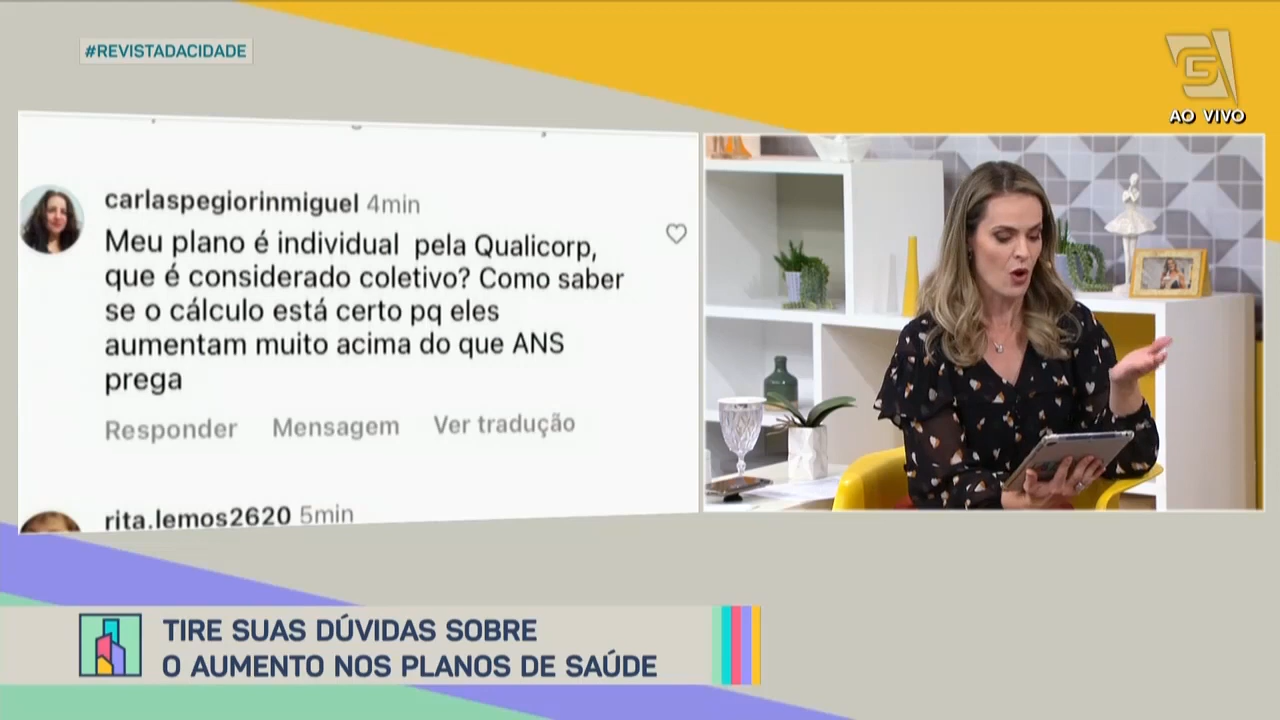 #REVISTADACIDADE
AO VIVO
carlaspegiorinmiguel 4min
Meu plano é individual pela Qualicorp,
que é considerado coletivo? Como saber
se o cálculo está certo pq eles
aumentam muito acima do que ANS
prega
Responder Mensagem Ver tradução
rita.lemos2620 5min
TIRE SUAS DÚVIDAS SOBRE
O AUMENTO NOS PLANOS DE SAÚDE